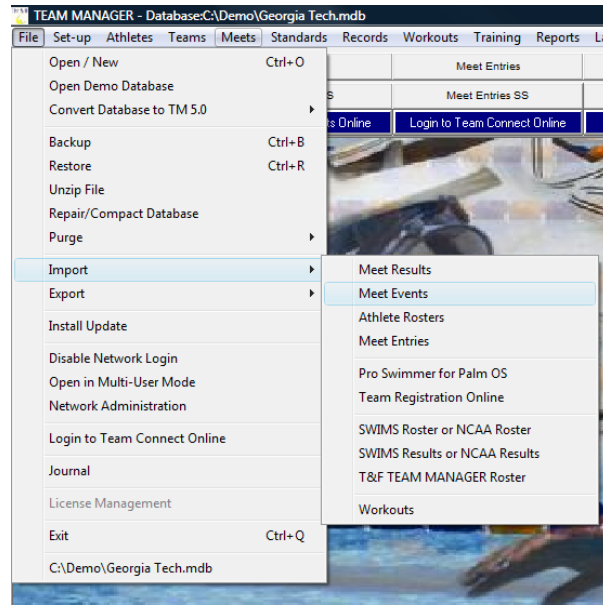 TEAM MANAGER - Database:C:\Demo\Georgia Tech.mdb
File Set-up Athletes Teams Meets Standards Records Workouts Training Reports
Meet Entries
Meet Entries SS
ts Online Login to Team Connect Online
Open / New Ctrl+O
Open Demo Database
Convert Database to TM 5.0
Backup Ctrl+B
Restore Ctrl+R
Unzip File
Repair/Compact Database
Purge
Import
Export
Install Update
Disable Network Login
Open in Multi-User Mode
Network Administration
Login to Team Connect Online
Journal
License Management
Exit Ctrl+Q
C:\Demo\Georgia Tech.mdb
Meet Results
Meet Events
Athlete Rosters
Meet Entries
Pro Swimmer for Palm OS
Team Registration Online
SWIMS Roster or NCAA Roster
SWIMS Results or NCAA Results
T&F TEAM MANAGER Roster
Workouts